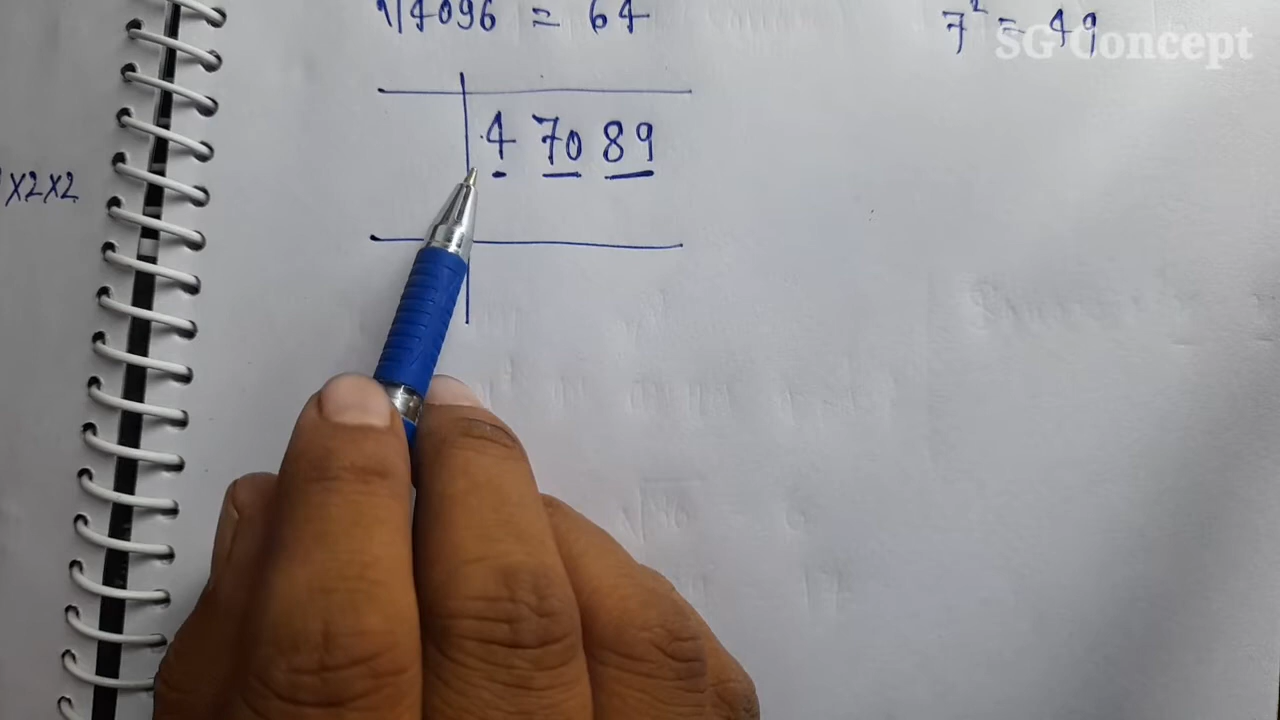 √4096 = 64
7² = 49
SG Concept
4 70 89
×2×2